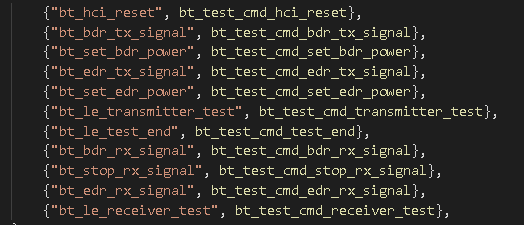 {"bt_hci_reset", bt_test_cmd_hci_reset},
{"bt_bdr_tx_signal", bt_test_cmd_bdr_tx_signal},
{"bt_set_bdr_power", bt_test_cmd_set_bdr_power},
{"bt_edr_tx_signal", bt_test_cmd_edr_tx_signal},
{"bt_set_edr_power", bt_test_cmd_set_edr_power},
{"bt_le_transmitter_test", bt_test_cmd_transmitter_test},
{"bt_le_test_end", bt_test_cmd_test_end},
{"bt_bdr_rx_signal", bt_test_cmd_bdr_rx_signal},
{"bt_stop_rx_signal", bt_test_cmd_stop_rx_signal},
{"bt_edr_rx_signal", bt_test_cmd_edr_rx_signal},
{"bt_le_receiver_test", bt_test_cmd_receiver_test},